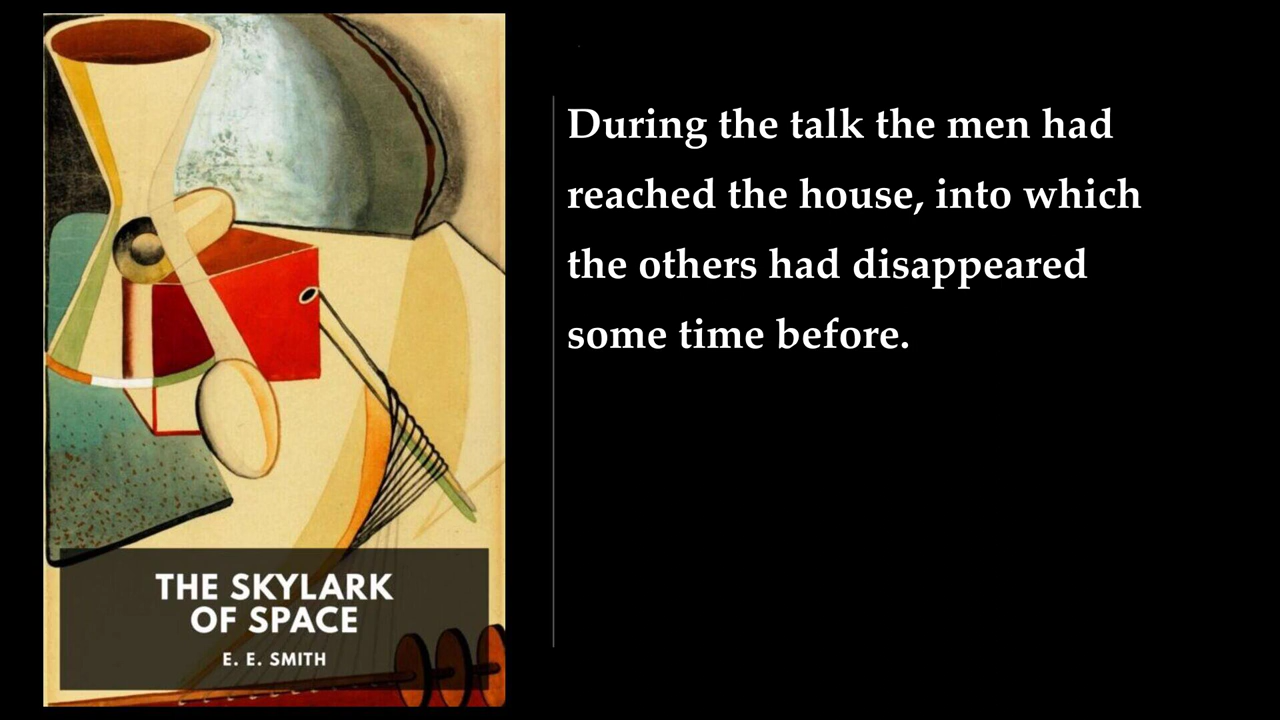 THE SKYLARK
OF SPACE
E. E. SMITH
During the talk the men had
reached the house, into which
the others had disappeared
some time before.